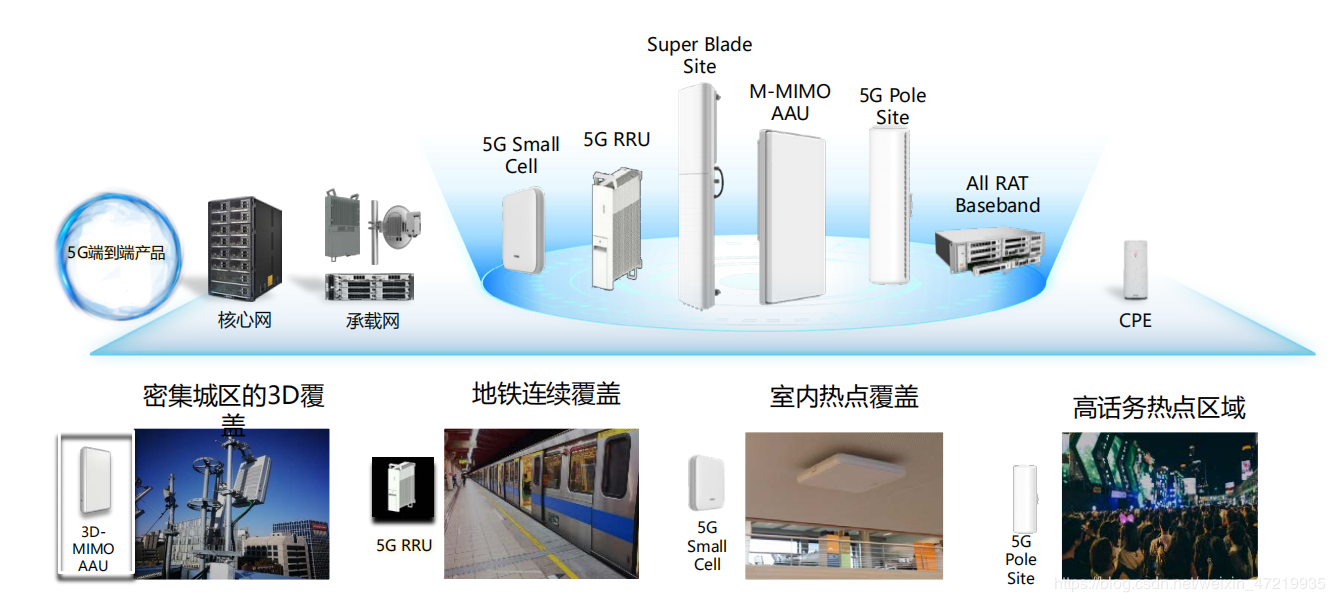 Super Blade
Site
M-MIMO
AAU
5G Pole
Site
5G Small
Cell
5G RRU
All RAT
Baseband
5G端到端产品
核心网
承载网
CPE
密集城区的3D覆
盖
地铁连续覆盖
室内热点覆盖
高话务热点区域
3D-
MIMO
AAU
5G RRU
5G
Small
Cell
5G
Pole
Site
https://blog.csdn.net/weixin_47219935